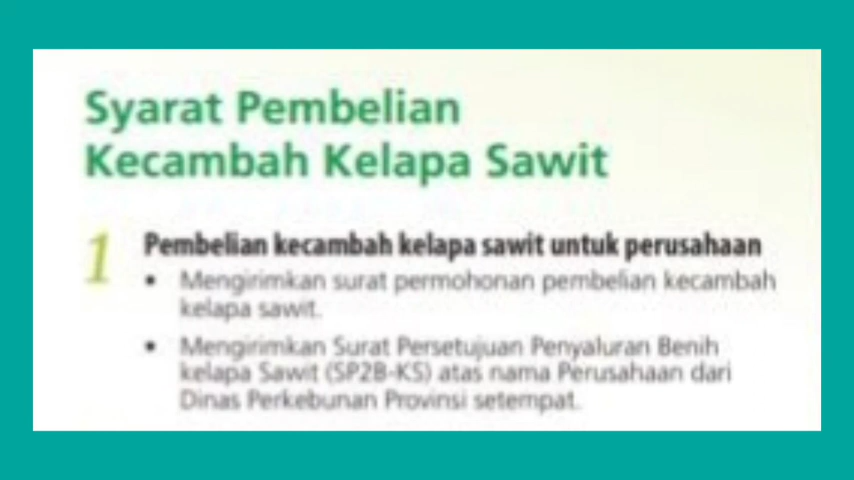 Syarat Pembelian
Kecambah Kelapa Sawit
1 Pembelian kecambah kelapa sawit untuk perusahaan
• Mengirimkan surat permohonan pembelian kecambah
kelapa sawit.
• Mengirimkan Surat Persetujuan Penyaluran Benih
kelapa Sawit (SP2B-KS) atas nama Perusahaan dari
Dinas Perkebunan Provinsi setempat.